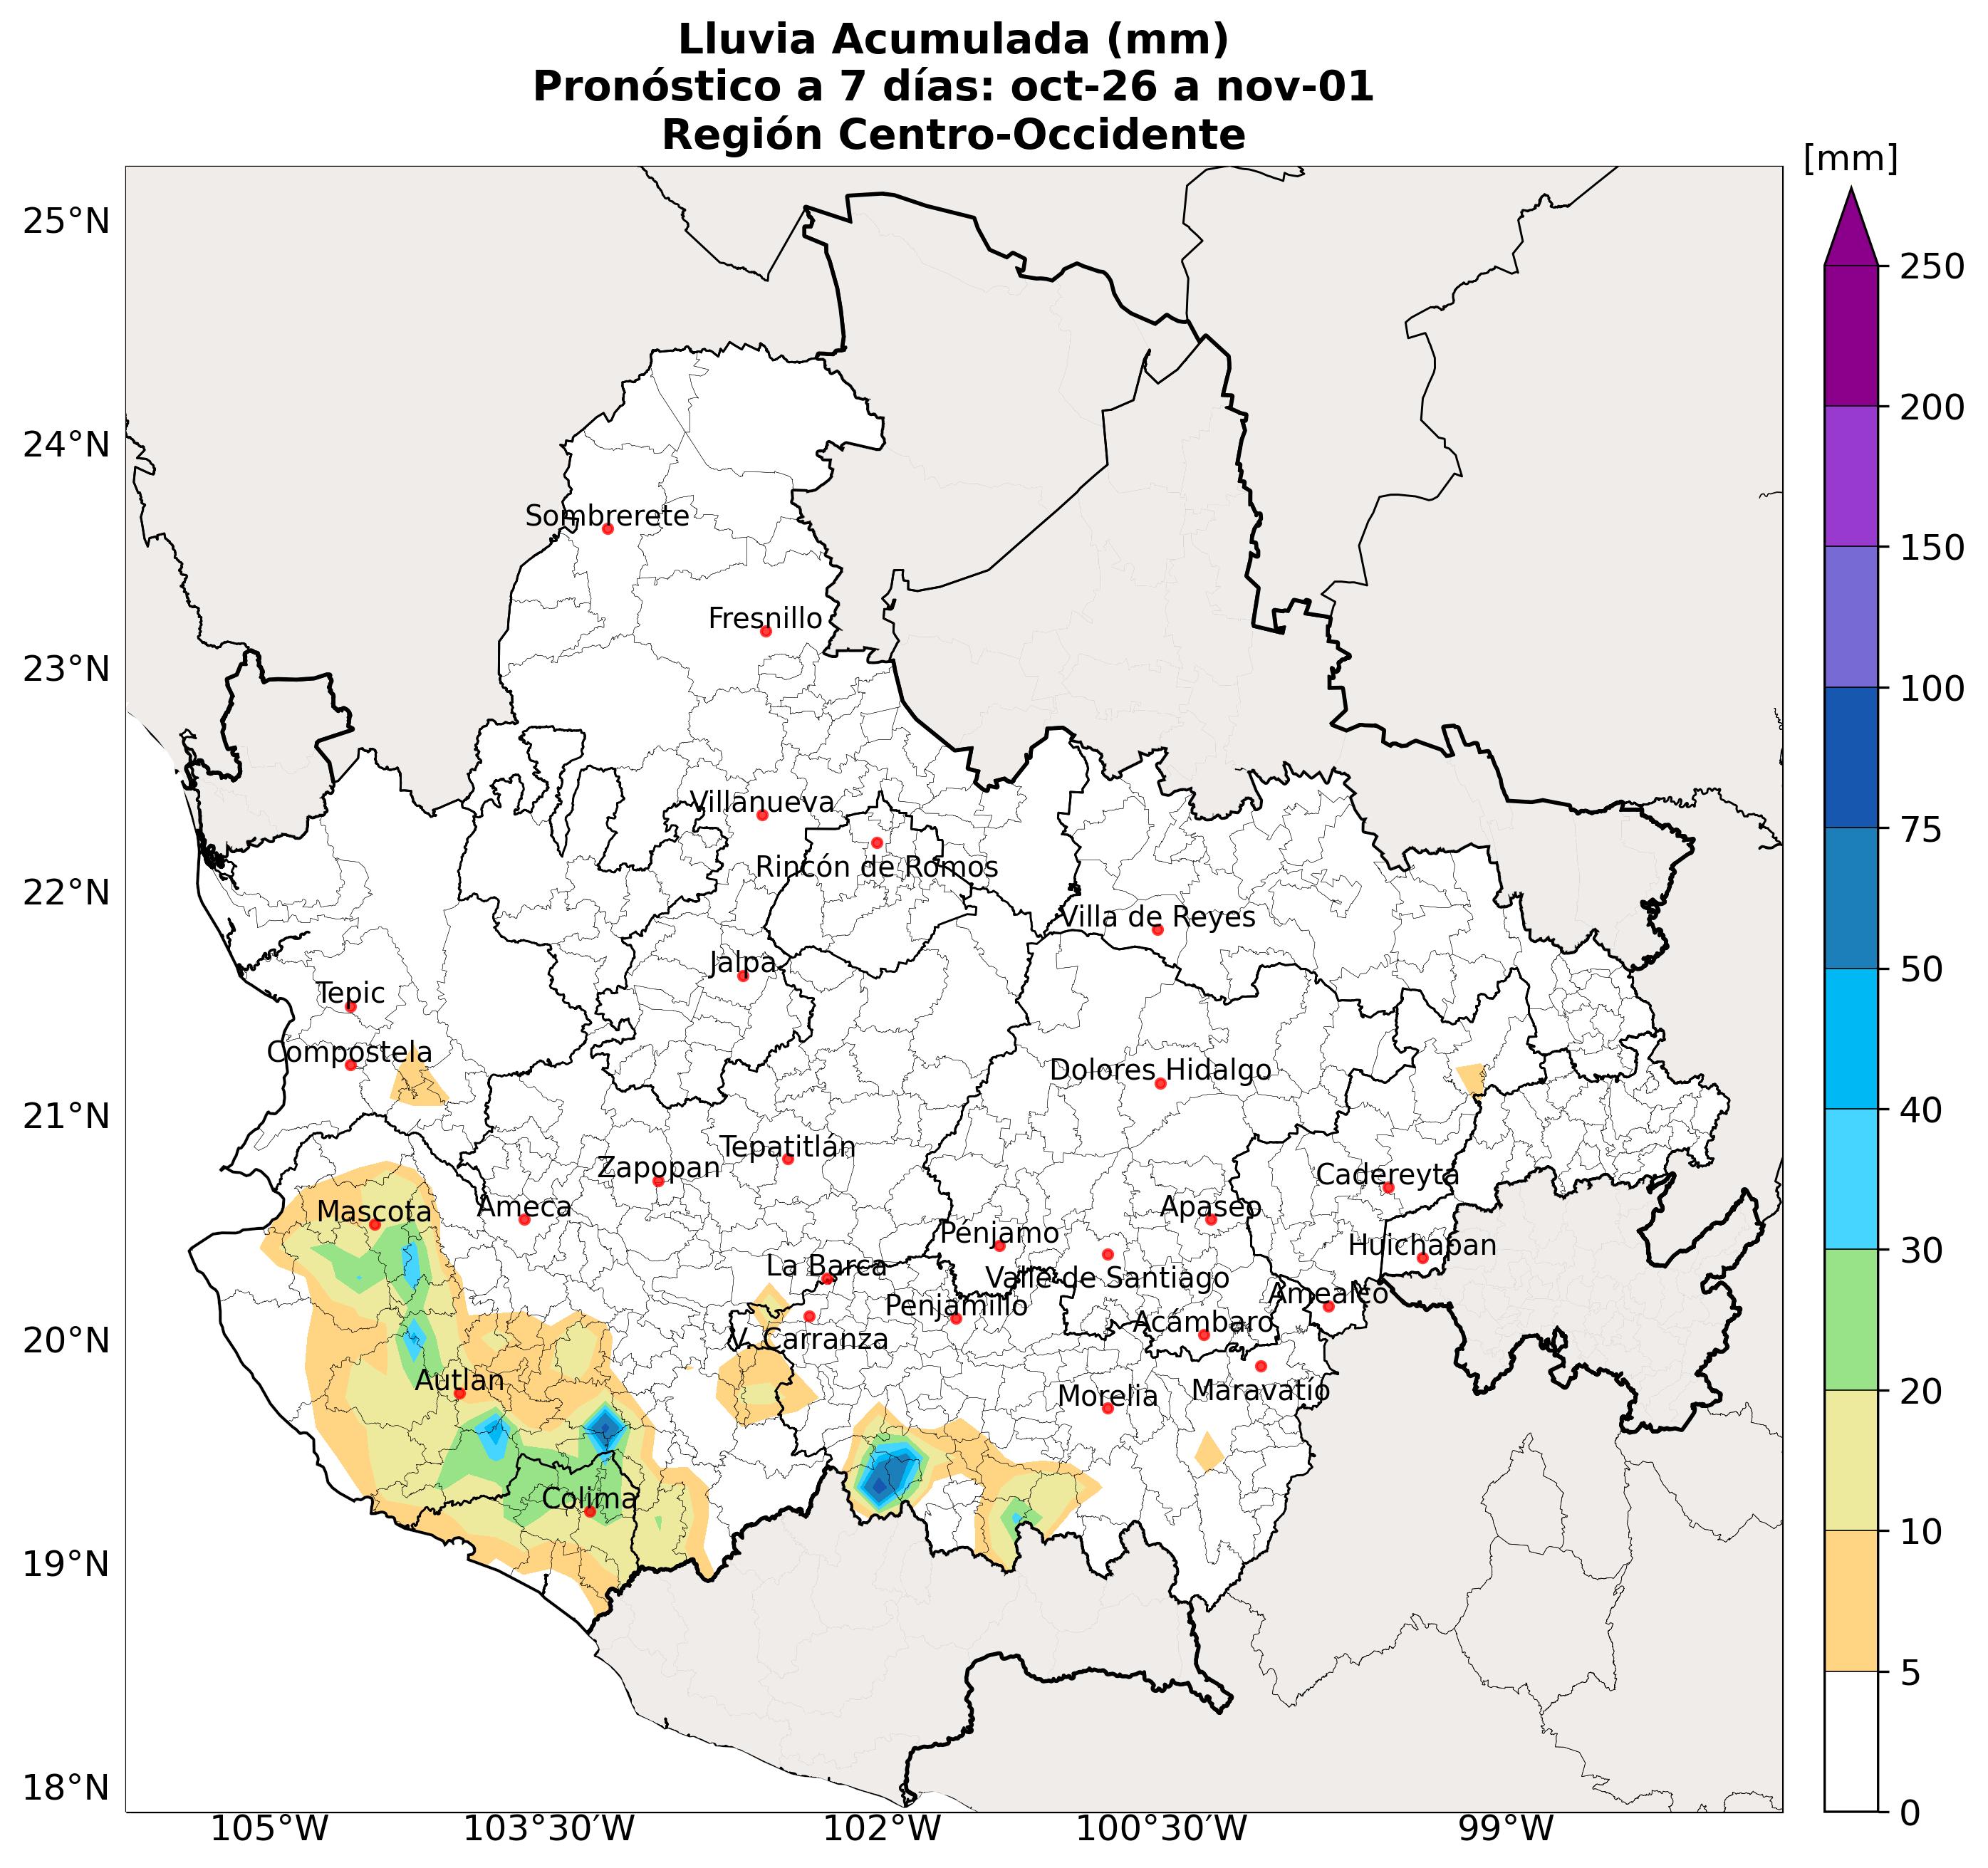 Lluvia Acumulada (mm)
Pronóstico a 7 días: oct-26 a nov-01
Región Centro-Occidente
[mm]
25°N
250
200
24°N
Sombrerete
150
Fresnillo
23°N
100
Villanueva
75
Rincón de Romos
22°N
Villa de Reyes
Jalpa
50
Tepic
Compostela
Dolores Hidalgo
21°N
40
Tepatitlán
Zapopan
Cadereyta
Mascota
Ameca
Apaseo
Pénjamo
Huichapan
30
La Barca
Valle de Santiago
Amealco
Penjamillo
20°N
V. Carranza
Acámbaro
Autlan
Morelia
Maravatío
20
Colima
10
19°N
5
18°N
0
105°W
103°30'W
102°W
100°30'W
99°W